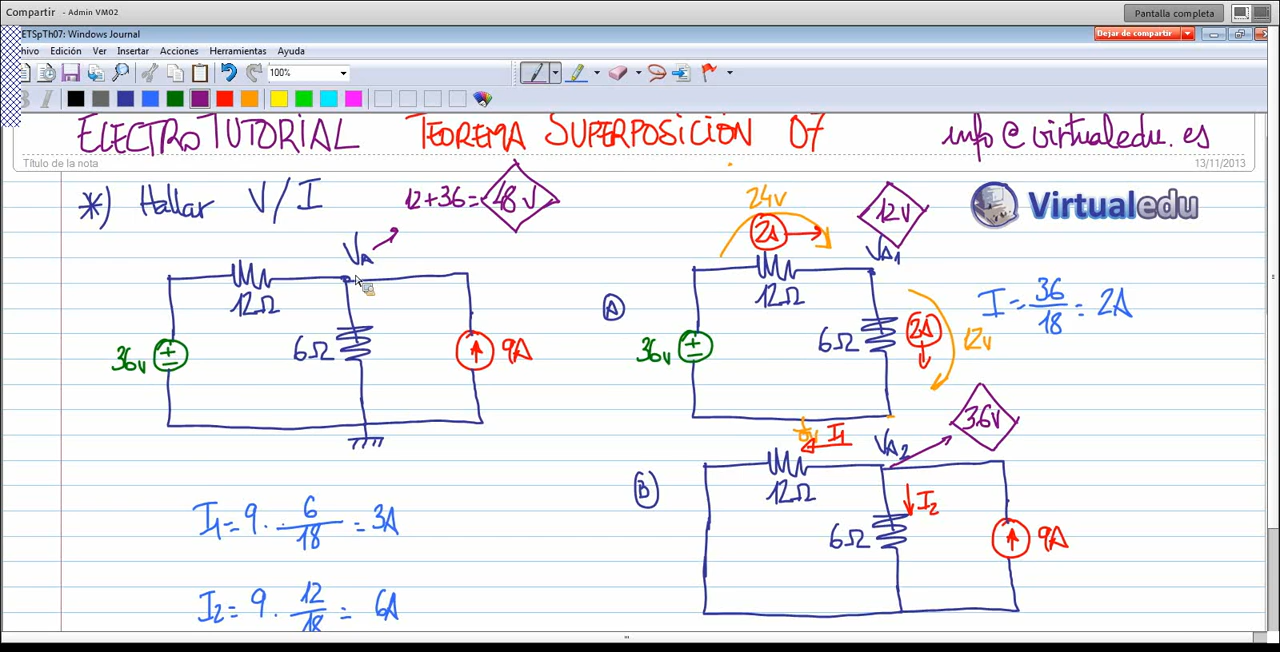 Compartir - Admin VM02
Pantalla completa
ETSpTh07: Windows Journal
Dejar de compartir
hivo Edición Ver Insertar Acciones Herramientas Ayuda
100%
ELECTROTUTORIAL TEOREMA SUPERPOSICIÓN 07 info@virtualedu.es
Título de la nota
13/11/2013
*) Hallar V/I
12+36=48V
VA
12Ω
36v
6Ω
9A
Virtualedu
A
24v
2A
12V
VA1
12Ω
36v
6Ω
2A
12v
I=36/18=2A
B
I1
VA2
36V
12Ω
I2
6Ω
9A
I1=9·6/18=3A
I2=9·12/18=6A